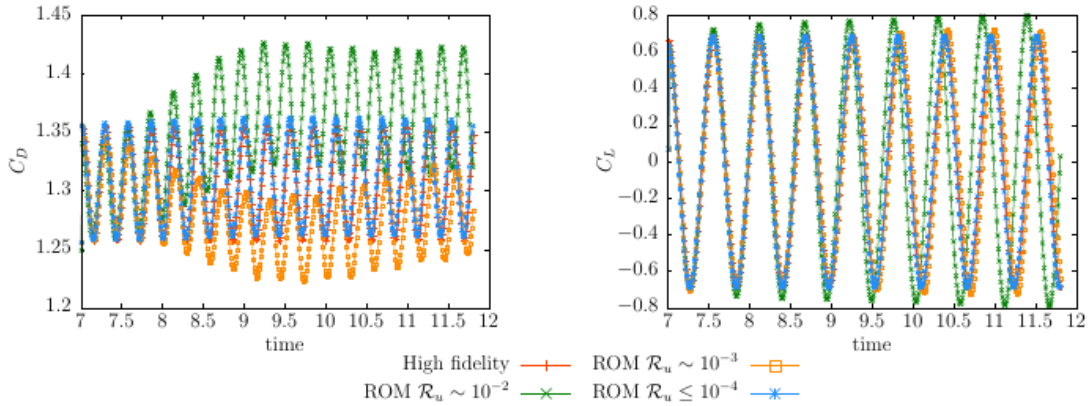 1.45
1.4
1.35
1.3
1.25
1.2
C_D
7 7.5 8 8.5 9 9.5 10 10.5 11 11.5 12
time
0.8
0.6
0.4
0.2
0
−0.2
−0.4
−0.6
−0.8
C_L
7 7.5 8 8.5 9 9.5 10 10.5 11 11.5 12
time
High fidelity
ROM R_u ∼ 10^{−2}
ROM R_u ∼ 10^{−3}
ROM R_u ≤ 10^{−4}